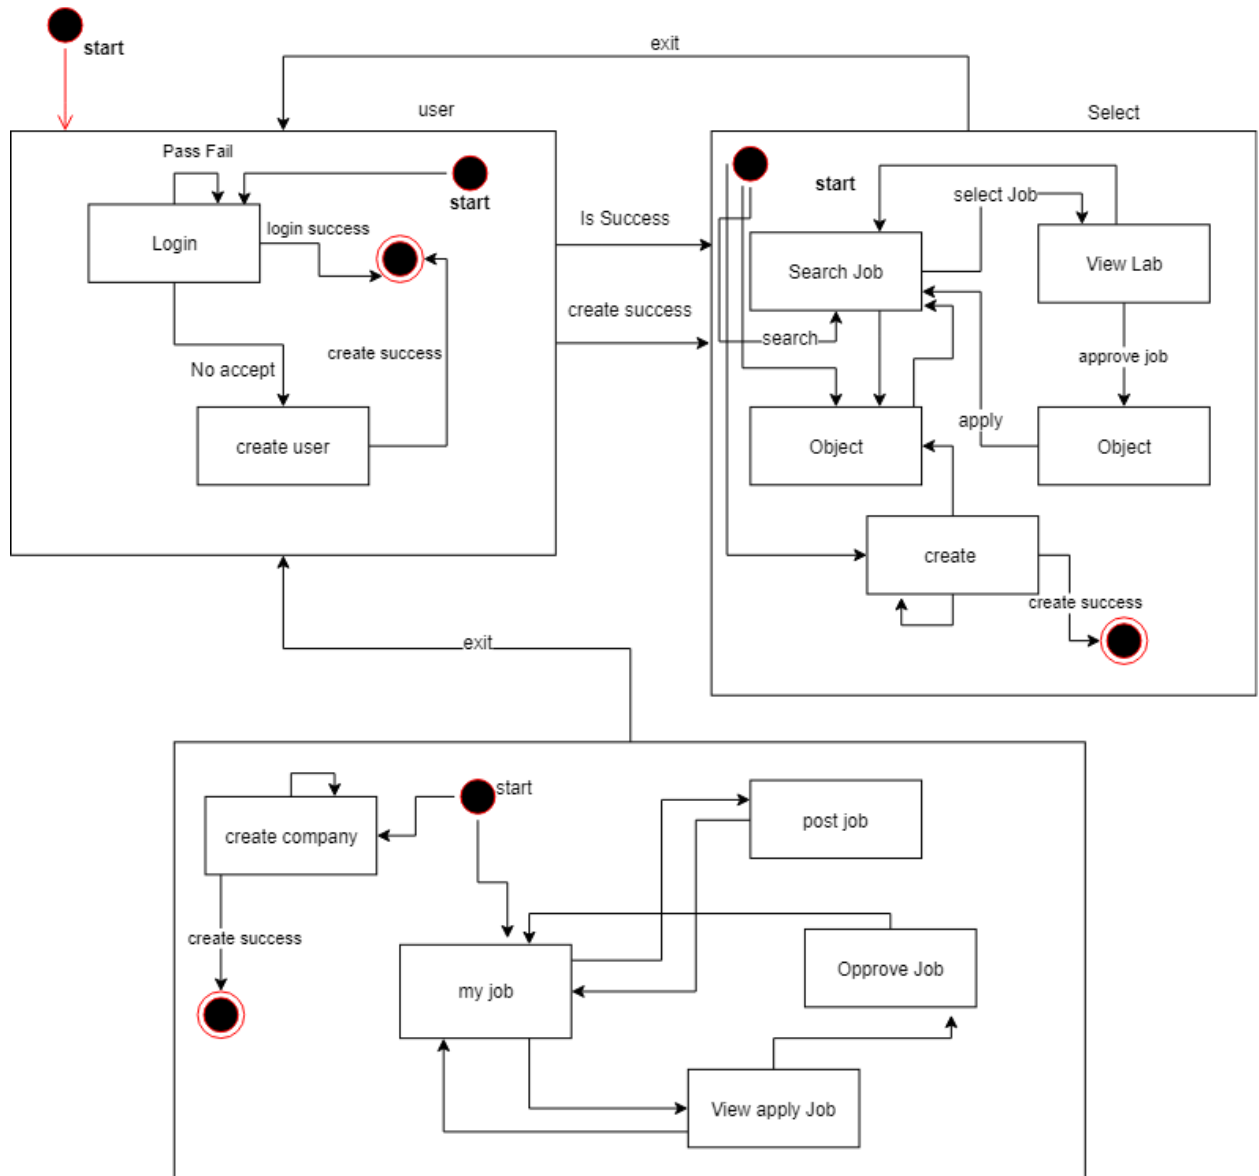 start
exit
user
Select
Pass Fail
start
start
select Job
login success
Is Success
Login
View Lab
Search Job
create success
search
create success
approve job
No accept
apply
create user
Object
Object
create
create success
exit
start
create company
post job
create success
Opprove Job
my job
View apply Job